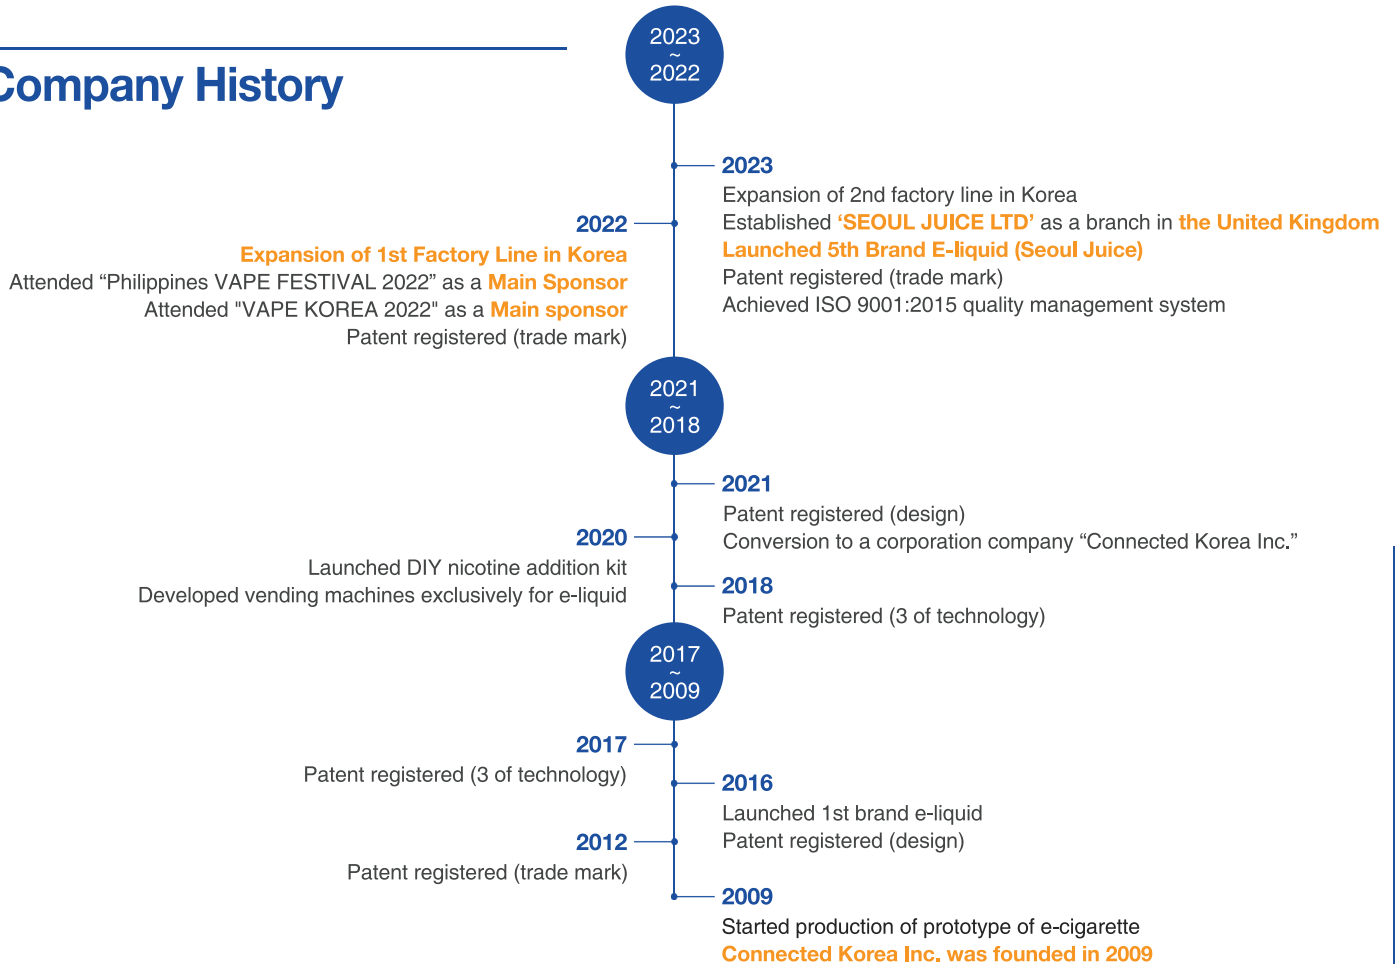 Company History
2023
~
2022
2023
Expansion of 2nd factory line in Korea
Established ‘SEOUL JUICE LTD’ as a branch in the United Kingdom
Launched 5th Brand E-liquid (Seoul Juice)
Patent registered (trade mark)
Achieved ISO 9001:2015 quality management system
2022
Expansion of 1st Factory Line in Korea
Attended “Philippines VAPE FESTIVAL 2022” as a Main Sponsor
Attended "VAPE KOREA 2022" as a Main sponsor
Patent registered (trade mark)
2021
~
2018
2021
Patent registered (design)
Conversion to a corporation company “Connected Korea Inc.”
2020
Launched DIY nicotine addition kit
Developed vending machines exclusively for e-liquid
2018
Patent registered (3 of technology)
2017
~
2009
2017
Patent registered (3 of technology)
2016
Launched 1st brand e-liquid
Patent registered (design)
2012
Patent registered (trade mark)
2009
Started production of prototype of e-cigarette
Connected Korea Inc. was founded in 2009